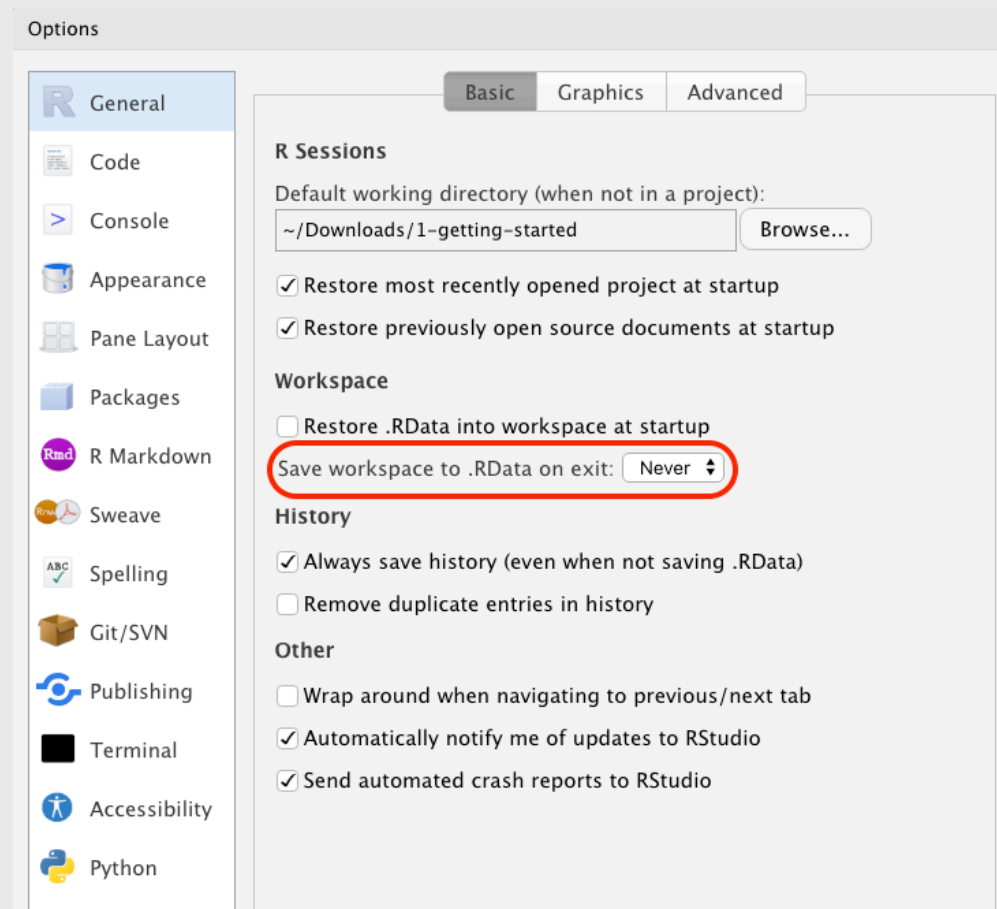 Options
General
Code
Console
Appearance
Pane Layout
Packages
Rmd R Markdown
Rnw Sweave
ABC Spelling
Git/SVN
Publishing
Terminal
Accessibility
Python
Basic Graphics Advanced
R Sessions
Default working directory (when not in a project):
~/Downloads/1-getting-started Browse...
Restore most recently opened project at startup
Restore previously open source documents at startup
Workspace
Restore .RData into workspace at startup
Save workspace to .RData on exit: Never
History
Always save history (even when not saving .RData)
Remove duplicate entries in history
Other
Wrap around when navigating to previous/next tab
Automatically notify me of updates to RStudio
Send automated crash reports to RStudio